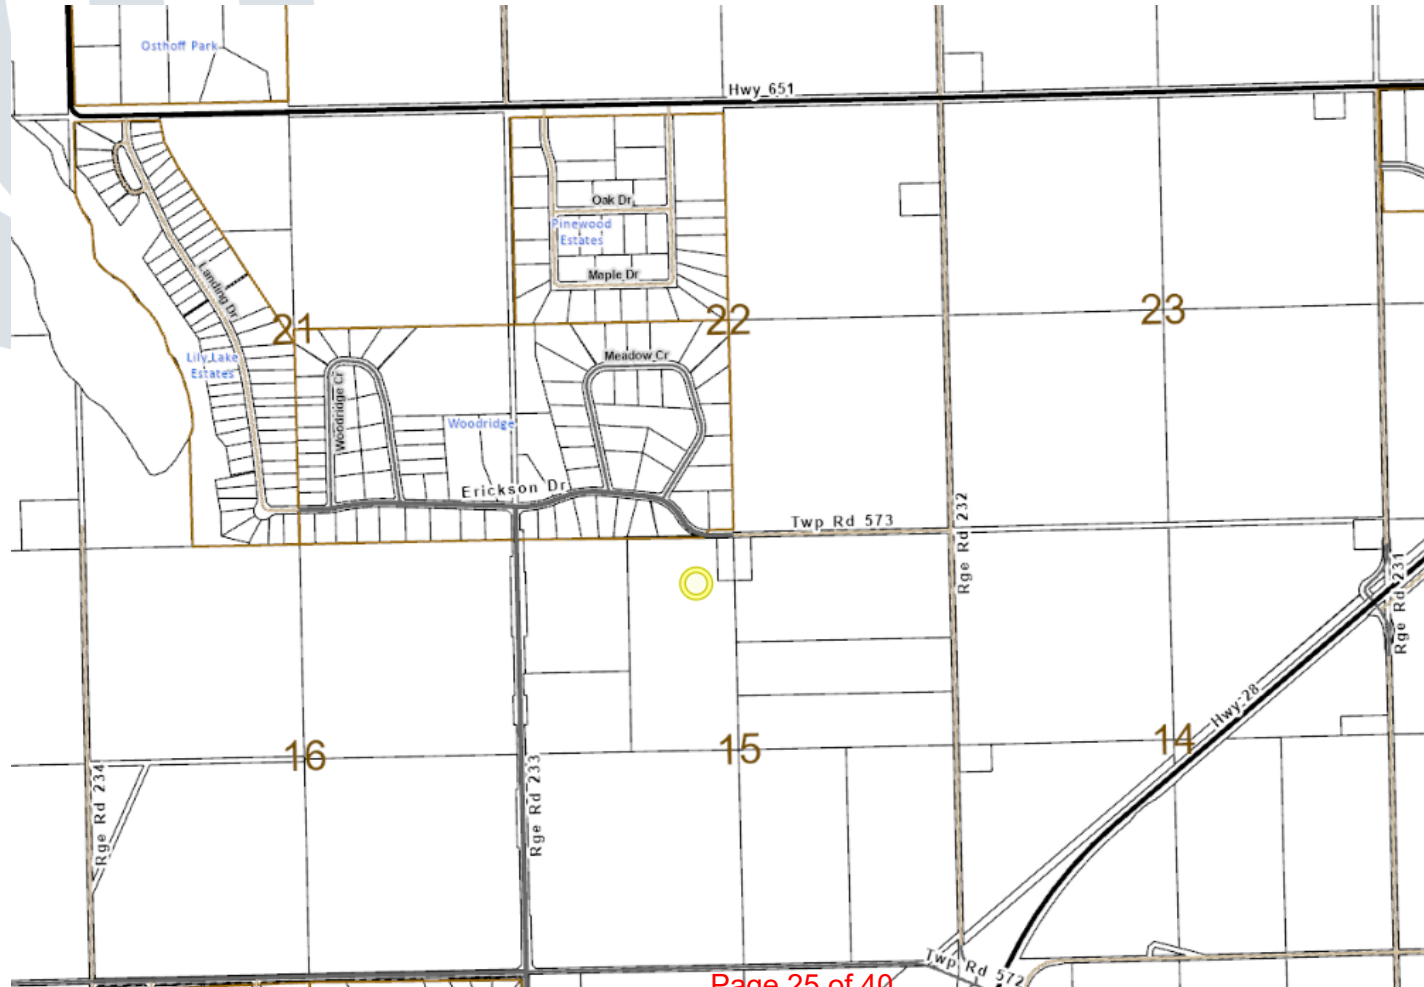 Osthoff Park
Hwy 651
Oak Dr
Pinewood
Estates
Maple Dr
Landing Dr
21
22
23
Lily Lake
Estates
Woodridge Cr
Meadow Cr
Woodridge
Erickson Dr
Twp Rd 573
Rge Rd 232
Rge Rd 231
Hwy 28
16
15
14
Rge Rd 234
Rge Rd 233
Twp Rd 572
Page 25 of 40